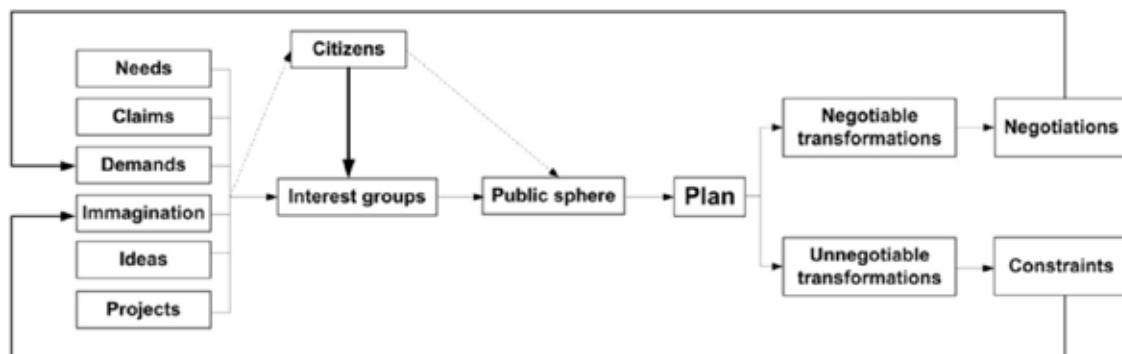 Citizens
Needs
Claims
Demands
Immagination
Ideas
Projects
Interest groups
Public sphere
Plan
Negotiable
transformations
Negotiations
Unnegotiable
transformations
Constraints